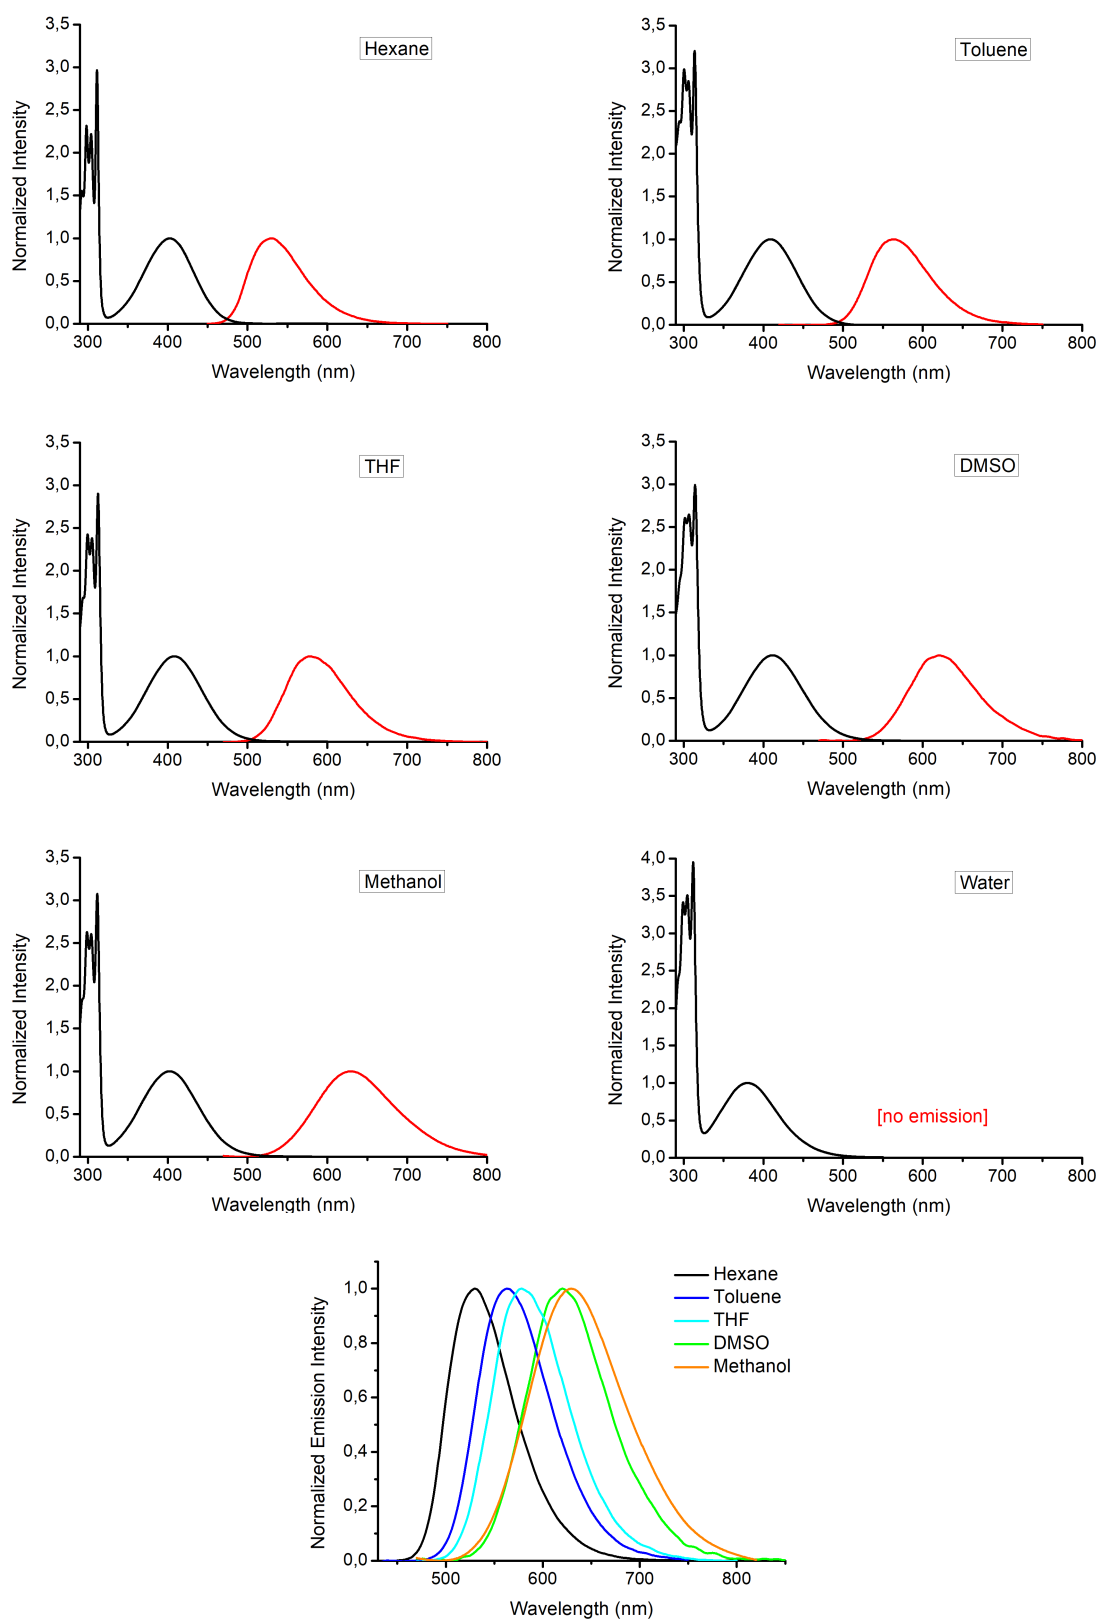 Hexane
Normalized Intensity
3,5
3,0
2,5
2,0
1,5
1,0
0,5
0,0
300 400 500 600 700 800
Wavelength (nm)
Toluene
Normalized Intensity
3,5
3,0
2,5
2,0
1,5
1,0
0,5
0,0
300 400 500 600 700 800
Wavelength (nm)
THF
Normalized Intensity
3,5
3,0
2,5
2,0
1,5
1,0
0,5
0,0
300 400 500 600 700 800
Wavelength (nm)
DMSO
Normalized Intensity
3,5
3,0
2,5
2,0
1,5
1,0
0,5
0,0
300 400 500 600 700 800
Wavelength (nm)
Methanol
Normalized Intensity
3,5
3,0
2,5
2,0
1,5
1,0
0,5
0,0
300 400 500 600 700 800
Wavelength (nm)
Water
Normalized Intensity
4,0
3,5
3,0
2,5
2,0
1,5
1,0
0,5
0,0
[no emission]
300 400 500 600 700 800
Wavelength (nm)
Normalized Emission Intensity
1,0
0,8
0,6
0,4
0,2
0,0
Hexane
Toluene
THF
DMSO
Methanol
500 600 700 800
Wavelength (nm)